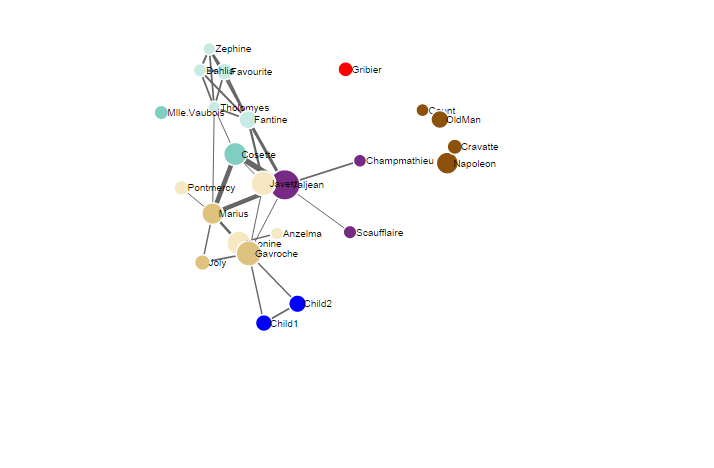 Zephine
Dahlia
Favourite
Gribier
Tholomyes
Mlle.Vaubois
Fantine
Count
OldMan
Cravatte
Cosette
Champmathieu
Napoleon
Javert
Valjean
Pontmercy
Marius
Anzelma
Scaufflaire
onine
Gavroche
Joly
Child2
Child1